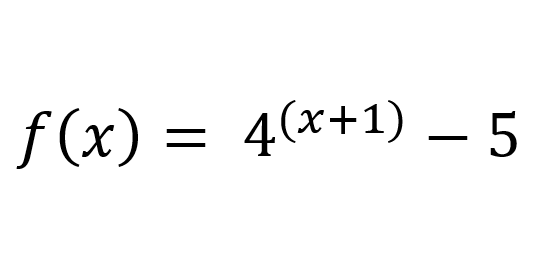 f(x) = 4^(x+1) − 5